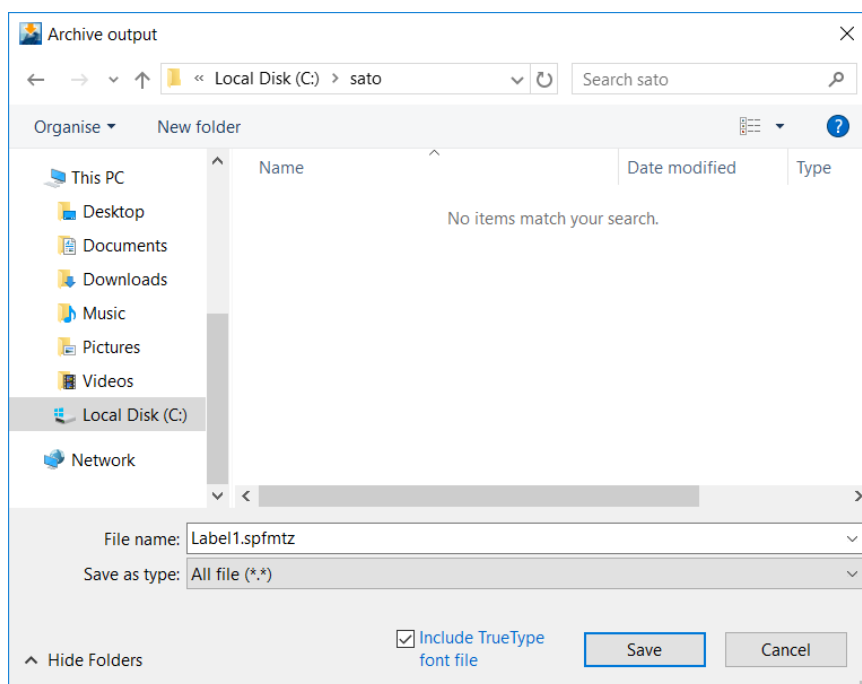 Archive output
« Local Disk (C:) > sato
Search sato
Organise
New folder
?
Name
Date modified
Type
This PC
Desktop
Documents
Downloads
Music
Pictures
Videos
Local Disk (C:)
Network
No items match your search.
File name: Label1.spfmtz
Save as type: All file (*.*)
Include TrueType
font file
Save
Cancel
Hide Folders